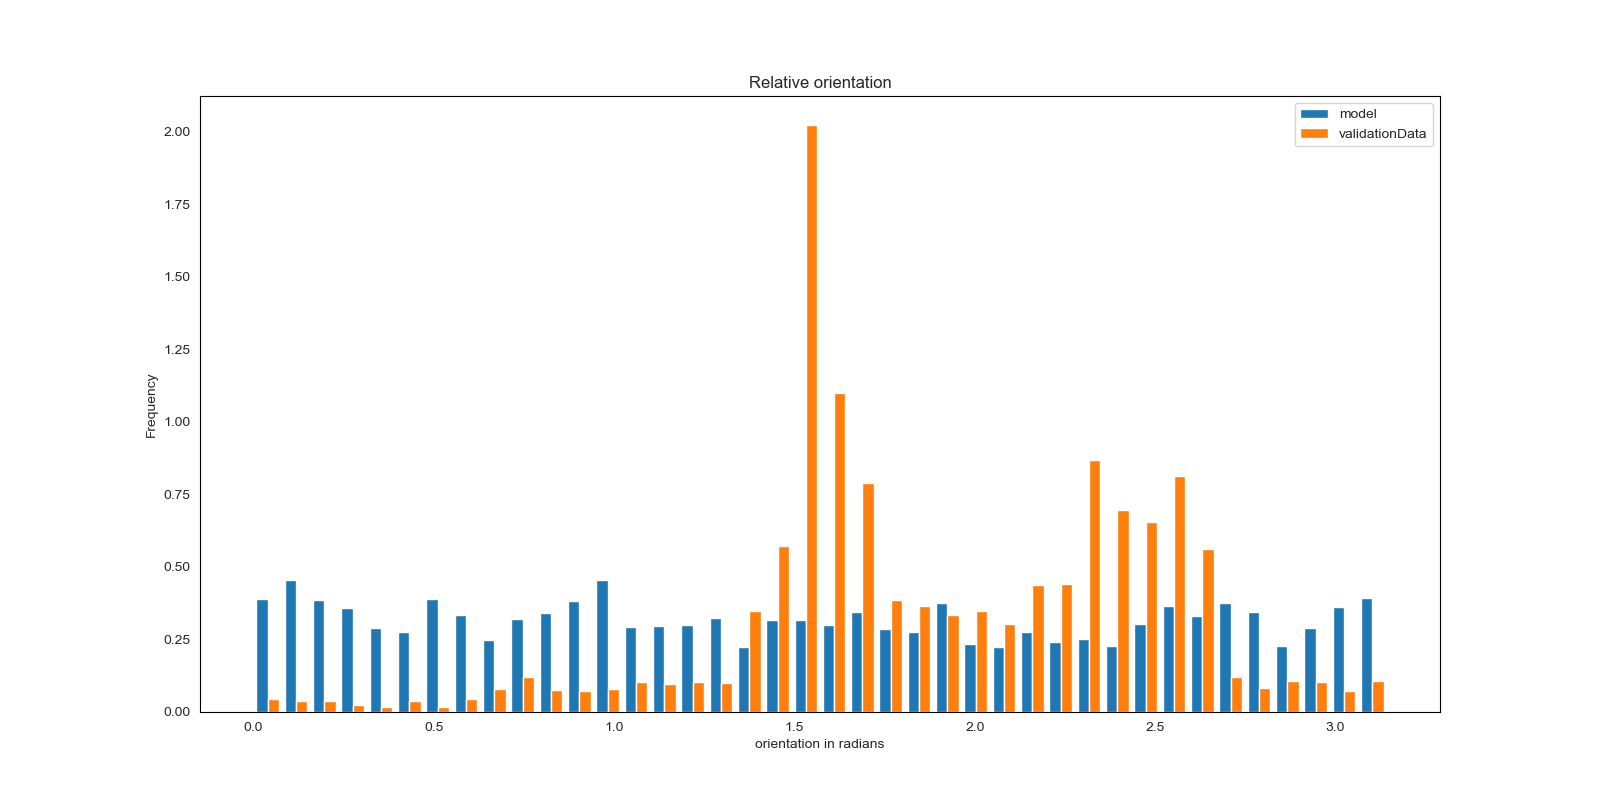 Relative orientation
model
validationData
Frequency
2.00
1.75
1.50
1.25
1.00
0.75
0.50
0.25
0.00
0.0 0.5 1.0 1.5 2.0 2.5 3.0
orientation in radians